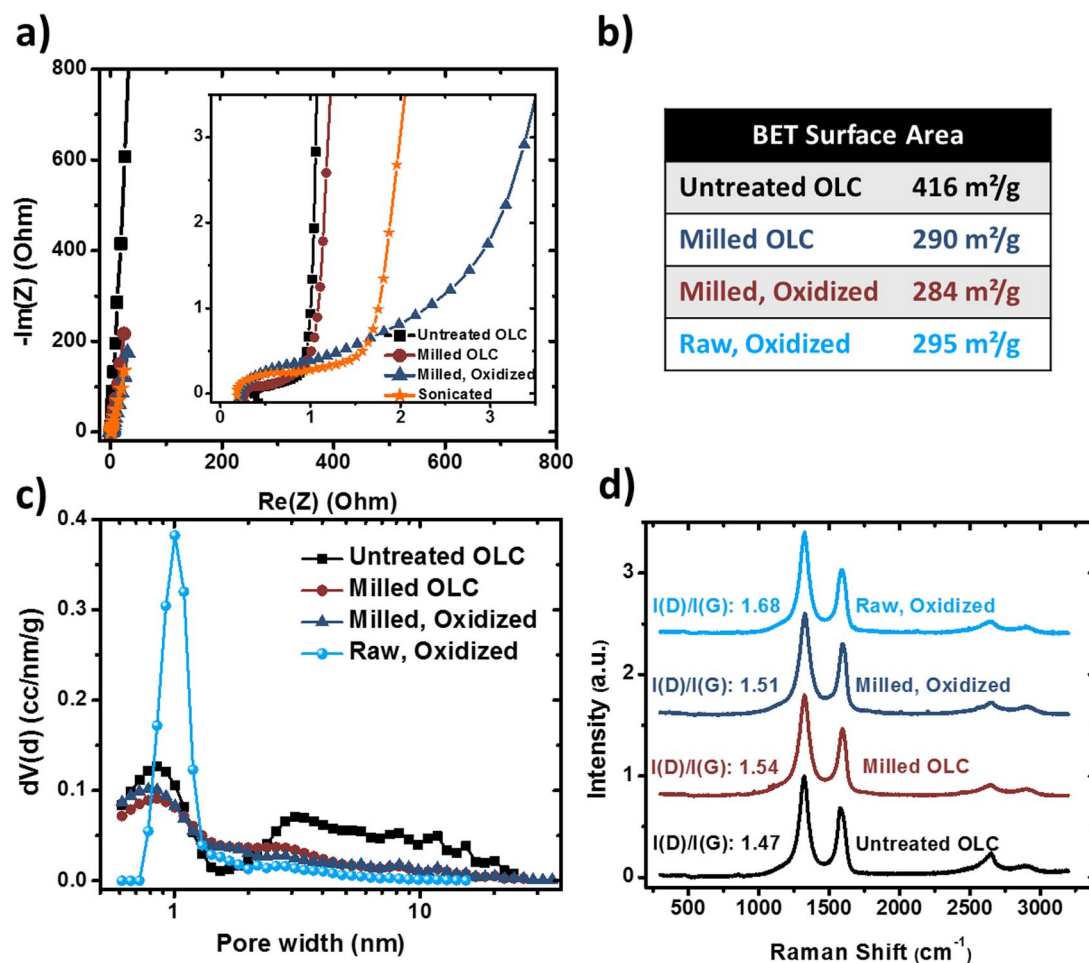 a)
800
600
400
200
0
-Im(Z) (Ohm)
0 200 400 600 800
Re(Z) (Ohm)
3
2
1
0
0 1 2 3
Untreated OLC
Milled OLC
Milled, Oxidized
Sonicated
b)
BET Surface Area
Untreated OLC 416 m²/g
Milled OLC 290 m²/g
Milled, Oxidized 284 m²/g
Raw, Oxidized 295 m²/g
c)
0.4
0.3
0.2
0.1
0.0
dV(d) (cc/nm/g)
1 10
Pore width (nm)
Untreated OLC
Milled OLC
Milled, Oxidized
Raw, Oxidized
d)
3
2
1
0
Intensity (a.u.)
I(D)/I(G): 1.68 Raw, Oxidized
I(D)/I(G): 1.51 Milled, Oxidized
I(D)/I(G): 1.54 Milled OLC
I(D)/I(G): 1.47 Untreated OLC
500 1000 1500 2000 2500 3000
Raman Shift (cm⁻¹)